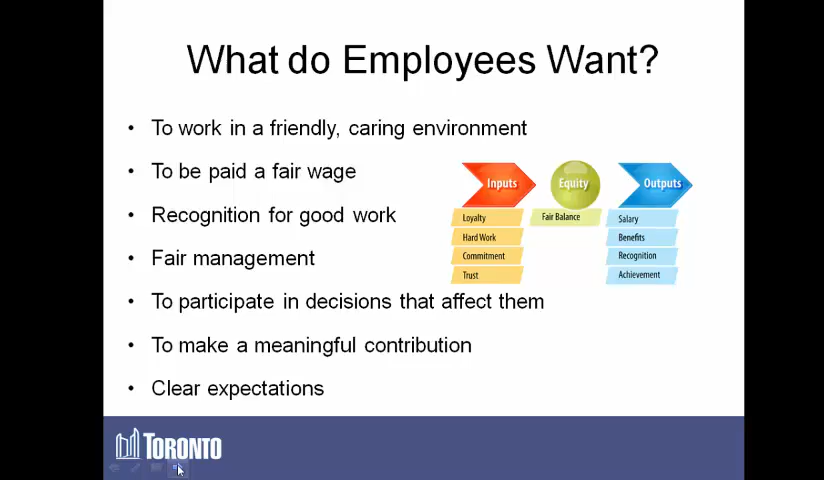 What do Employees Want?
• To work in a friendly, caring environment
• To be paid a fair wage
• Recognition for good work
• Fair management
• To participate in decisions that affect them
• To make a meaningful contribution
• Clear expectations
Inputs
Loyalty
Hard Work
Commitment
Trust
Equity
Fair Balance
Outputs
Salary
Benefits
Recognition
Achievement
TORONTO